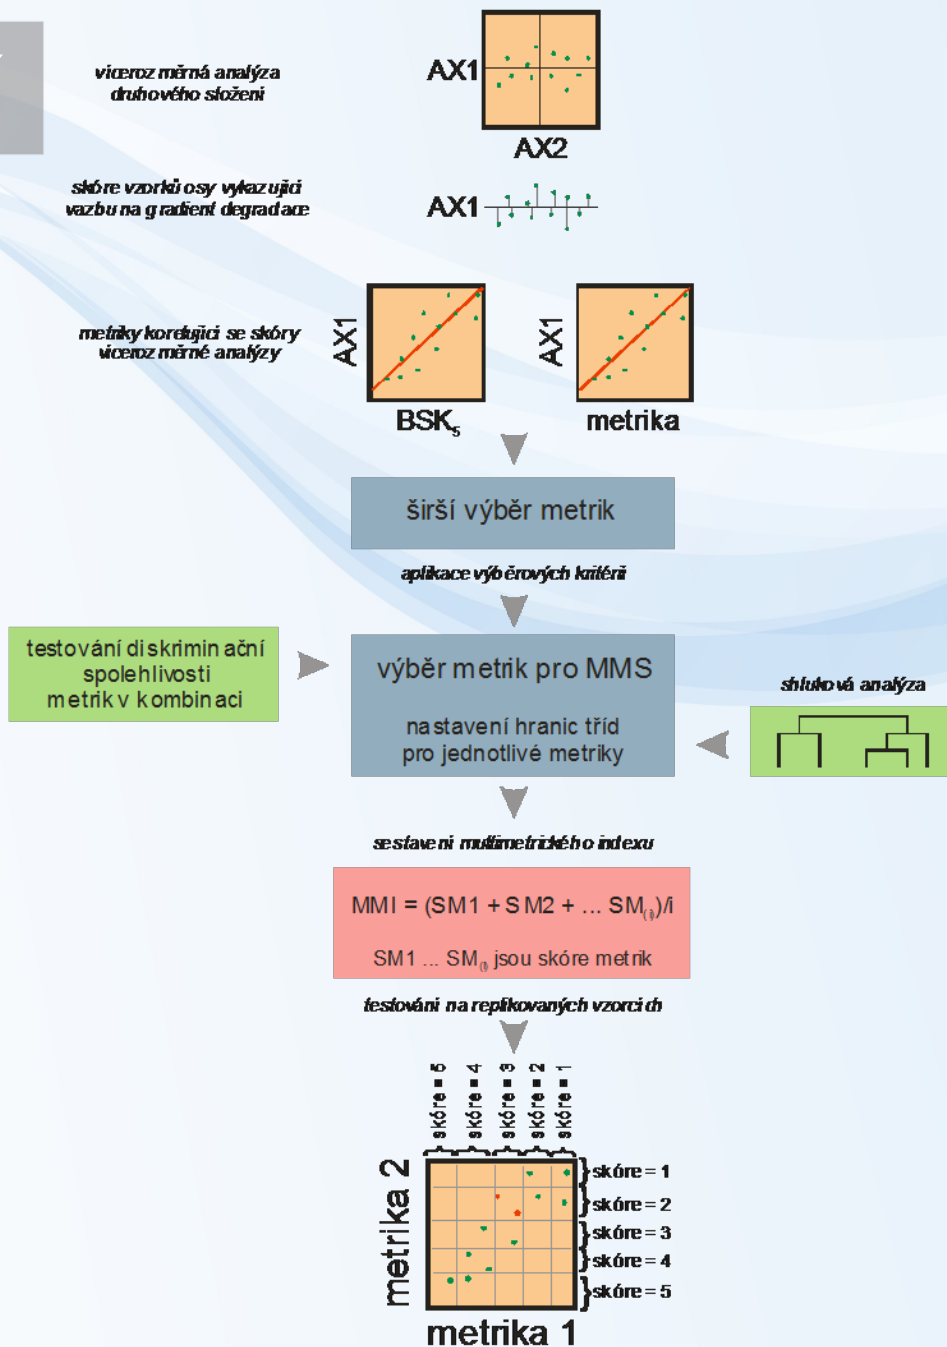 vícerozměrná analýza
druhového složení
AX1
AX2
skóre vzorků osy vykazující
vazbu na gradient degradace
AX1
metriky korelující se skóry
vícerozměrné analýzy
AX1
BSK5
AX1
metrika
širší výběr metrik
aplikace výběrových kritérií
testování diskriminační
spolehlivosti
metrik v kombinaci
výběr metrik pro MMS
nastavení hranic tříd
pro jednotlivé metriky
shluková analýza
sestavení multimetrického indexu
MMI = (SM1 + SM2 + ... SM(i))/i
SM1 ... SM(i) jsou skóre metrik
testování na replikovaných vzorcích
skóre = 5
skóre = 4
skóre = 3
skóre = 2
skóre = 1
metrika 2
skóre = 1
skóre = 2
skóre = 3
skóre = 4
skóre = 5
metrika 1